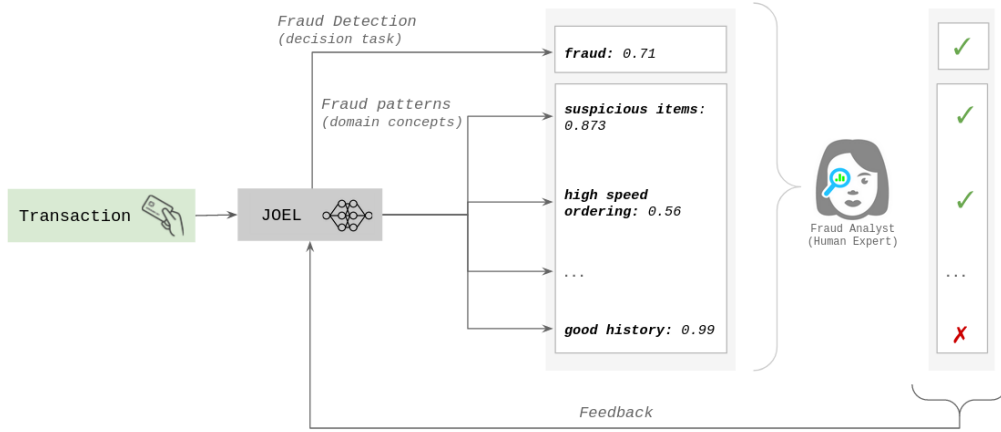 Fraud Detection
(decision task)
fraud: 0.71
Fraud patterns
(domain concepts)
suspicious items:
0.873
high speed
ordering: 0.56
...
good history: 0.99
Transaction
JOEL
Fraud Analyst
(Human Expert)
...
Feedback